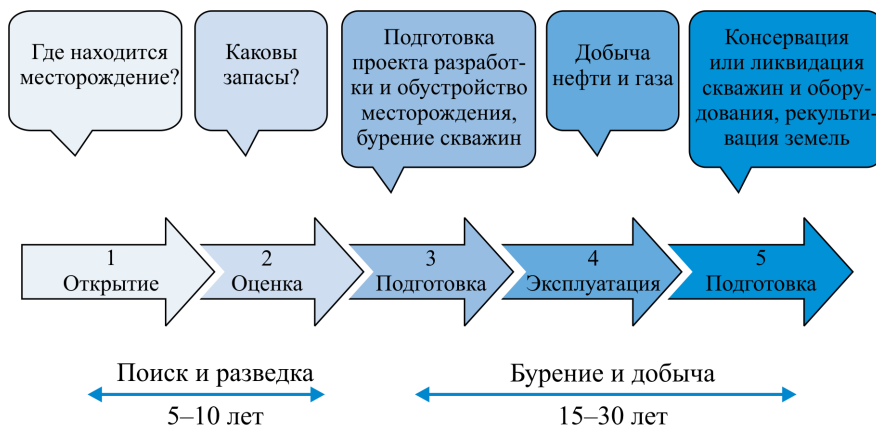 Где находится
месторождение?
Каковы
запасы?
Подготовка
проекта разработ-
ки и обустройство
месторождения,
бурение скважин
Добыча
нефти и газа
Консервация
или ликвидация
скважин и обору-
дования, рекульти-
вация земель
1
Открытие
2
Оценка
3
Подготовка
4
Эксплуатация
5
Подготовка
Поиск и разведка
5–10 лет
Бурение и добыча
15–30 лет